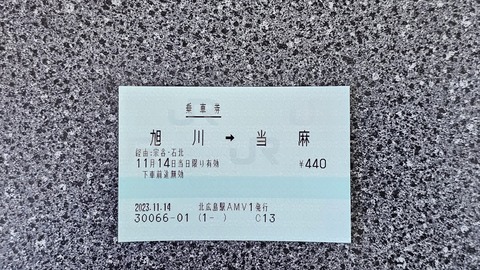 乗車券
旭川 → 当麻
経由:宗谷・石北
11月14日当日限り有効 ¥440
下車前途無効
2023.11.14 北広島駅AMV1発行
30066-01 (1- ) C13